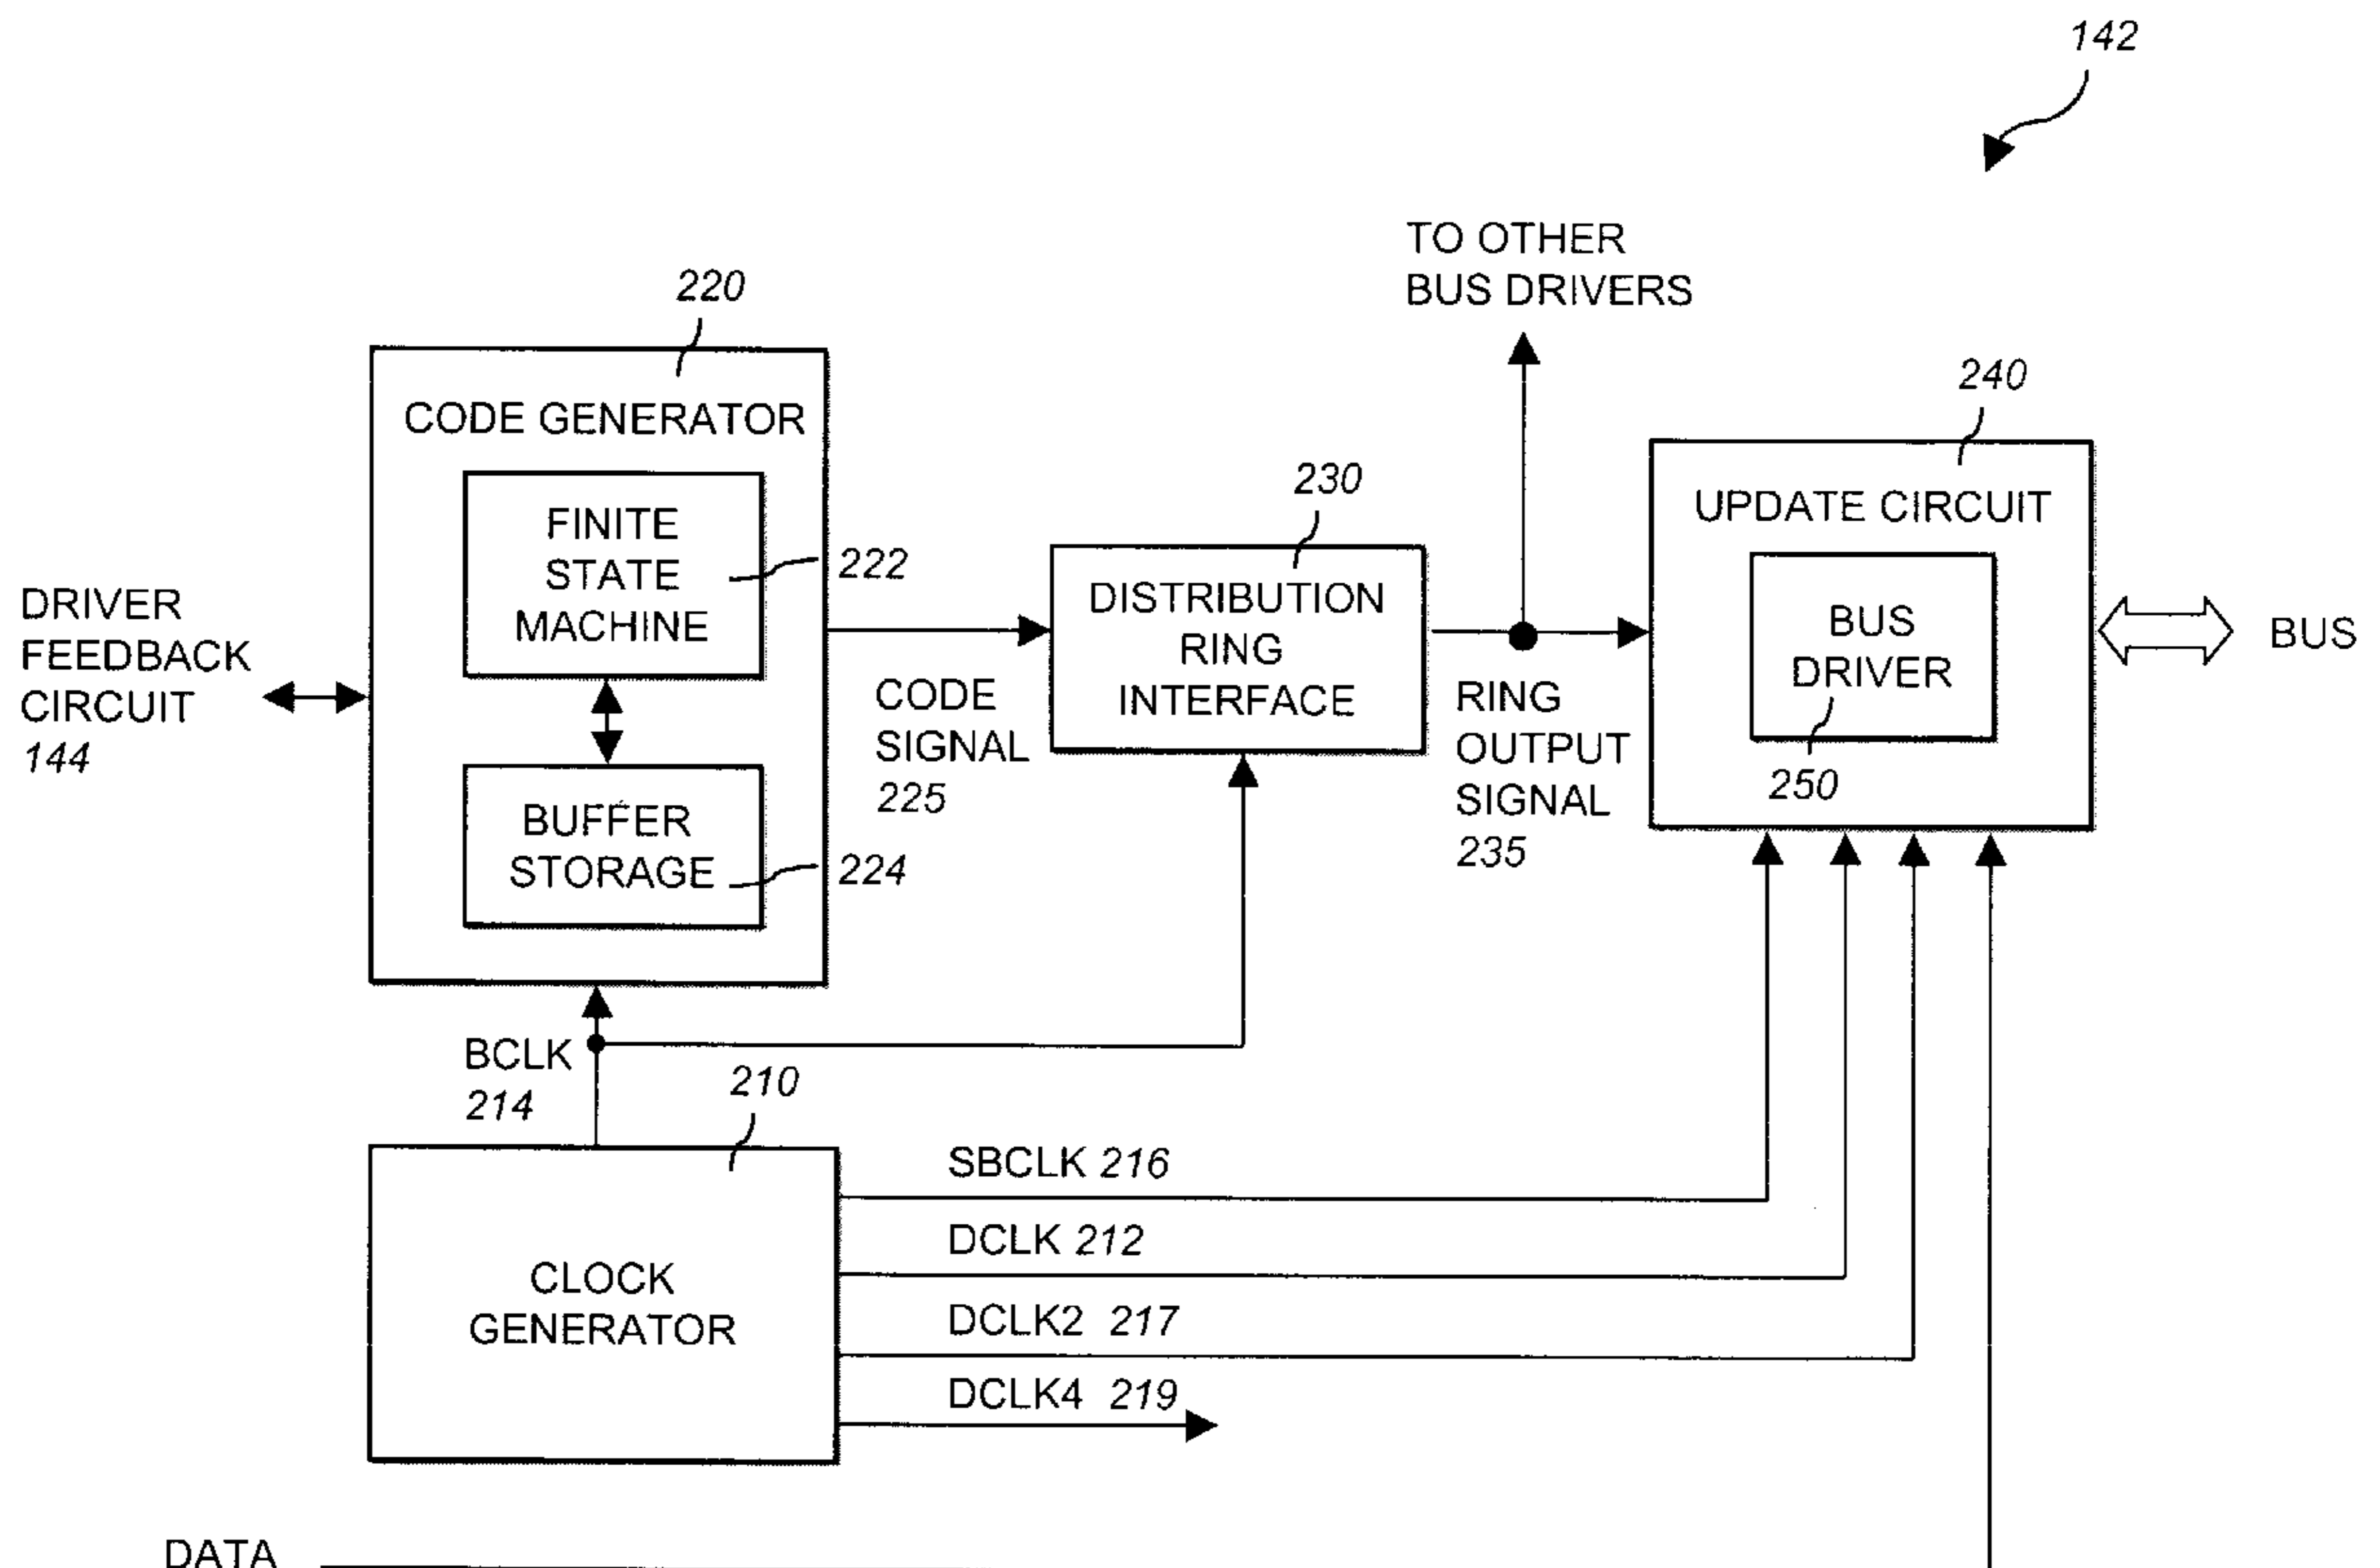 142
TO OTHER
BUS DRIVERS
220
CODE GENERATOR
FINITE
STATE
MACHINE
222
BUFFER
STORAGE
224
DRIVER
FEEDBACK
CIRCUIT
144
CODE
SIGNAL
225
230
DISTRIBUTION
RING
INTERFACE
RING
OUTPUT
SIGNAL
235
240
UPDATE CIRCUIT
BUS
DRIVER
250
BUS
BCLK
214
210
CLOCK
GENERATOR
SBCLK 216
DCLK 212
DCLK2 217
DCLK4 219
DATA